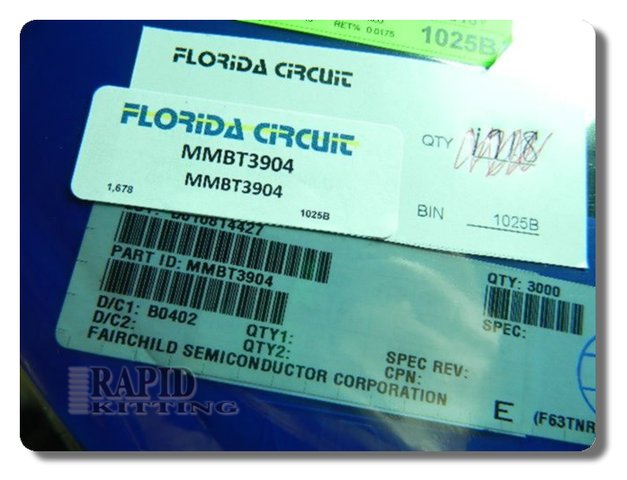 RET% 0.0175
1025B
FLORIDA CIRCUIT
QTY 1718
BIN 1025B
FLORIDA CIRCUIT
MMBT3904
MMBT3904
1,678
1025B
B010814427
PART ID: MMBT3904
QTY: 3000
D/C1: B0402
D/C2:
QTY1:
QTY2:
SPEC:
SPEC REV:
CPN:
FAIRCHILD SEMICONDUCTOR CORPORATION
E
(F63TNR
RAPID
KITTING